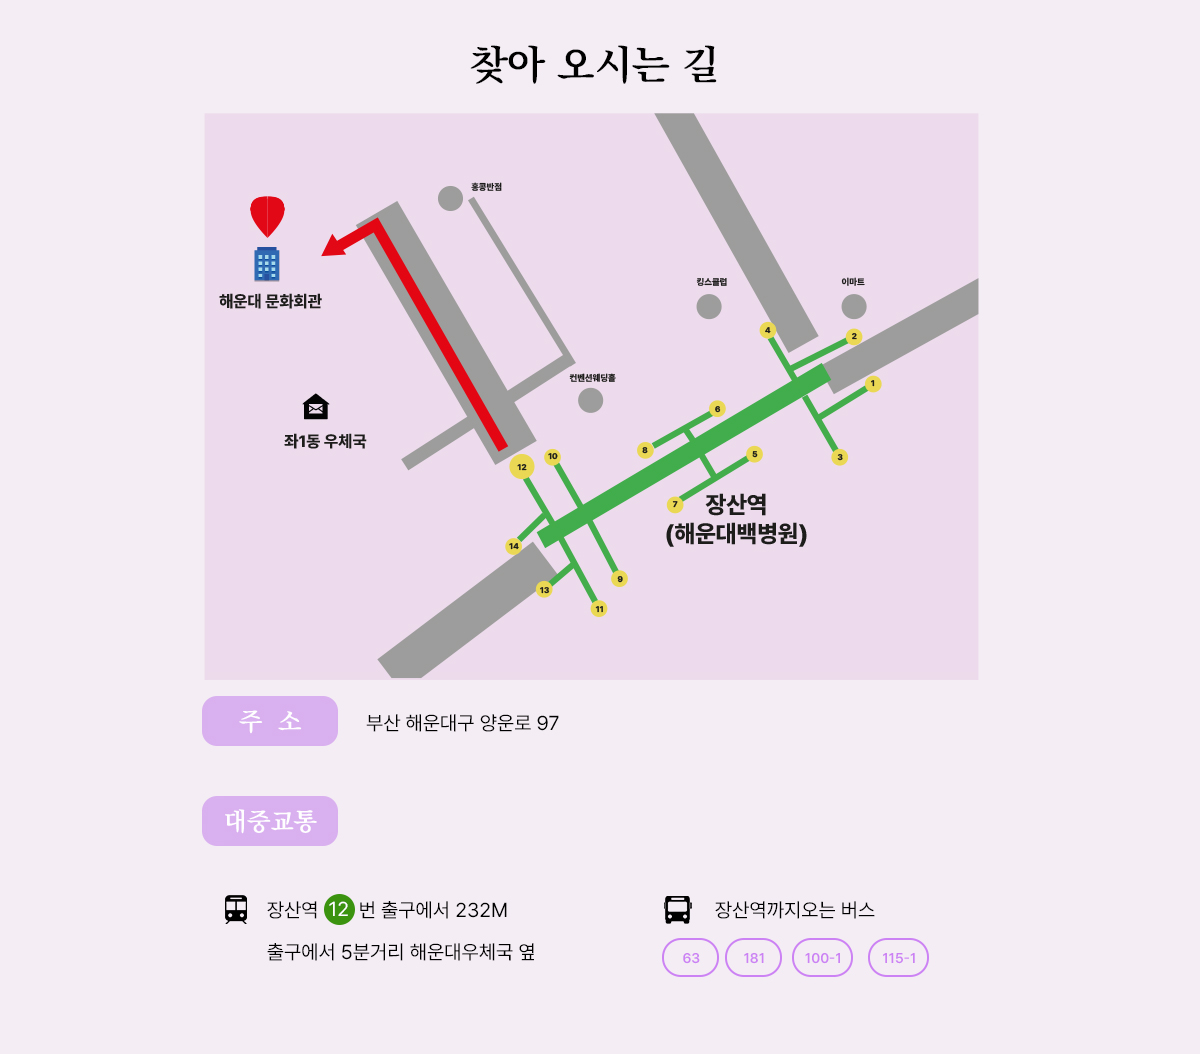 찾아 오시는 길
홍콩반점
해운대 문화회관
킹스클럽
이마트
4
2
컨벤션웨딩홀
1
6
좌1동 우체국
8
5
3
12
10
7
장산역
(해운대백병원)
14
13
9
11
주 소
부산 해운대구 양운로 97
대중교통
장산역 12 번 출구에서 232M
출구에서 5분거리 해운대우체국 옆
장산역까지오는 버스
63 181 100-1 115-1